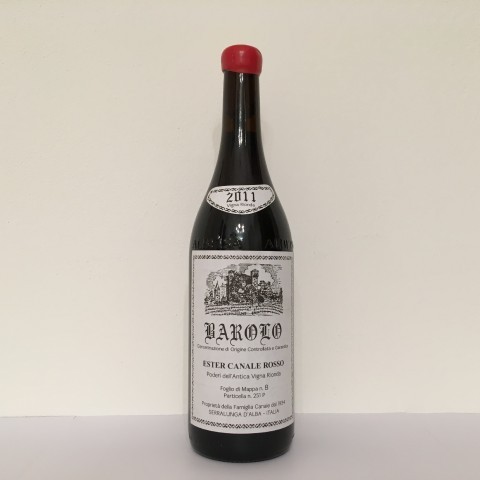 2011
Vigna Rionda
BAROLO
Denominazione di Origine Controllata e Garantita
ESTER CANALE ROSSO
Poderi dell'Antica Vigna Rionda
Foglio di Mappa n. 8
Particella n. 251 P
Proprietà della Famiglia Canale dal 1934
SERRALUNGA D'ALBA - ITALIA